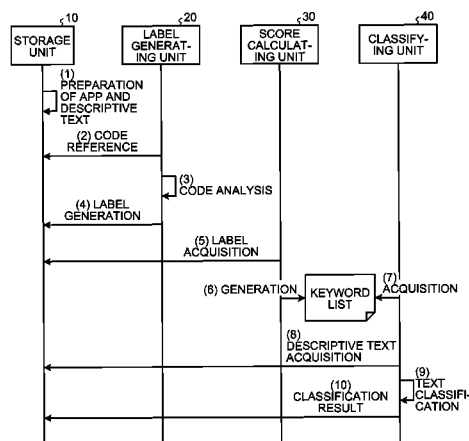 10
20
30
40
STORAGE
UNIT
LABEL
GENERAT-
ING UNIT
SCORE
CALCULAT-
ING UNIT
CLASSIFY-
ING UNIT
(1)
PREPARATION
OF APP AND
DESCRIPTIVE
TEXT
(2) CODE
REFERENCE
(3)
CODE ANALYSIS
(4) LABEL
GENERATION
(5) LABEL
ACQUISITION
(6) GENERATION
KEYWORD
LIST
(7)
ACQUISITION
(8)
DESCRIPTIVE TEXT
ACQUISITION
(9)
TEXT
CLASSIFI-
CATION
(10)
CLASSIFICATION
RESULT